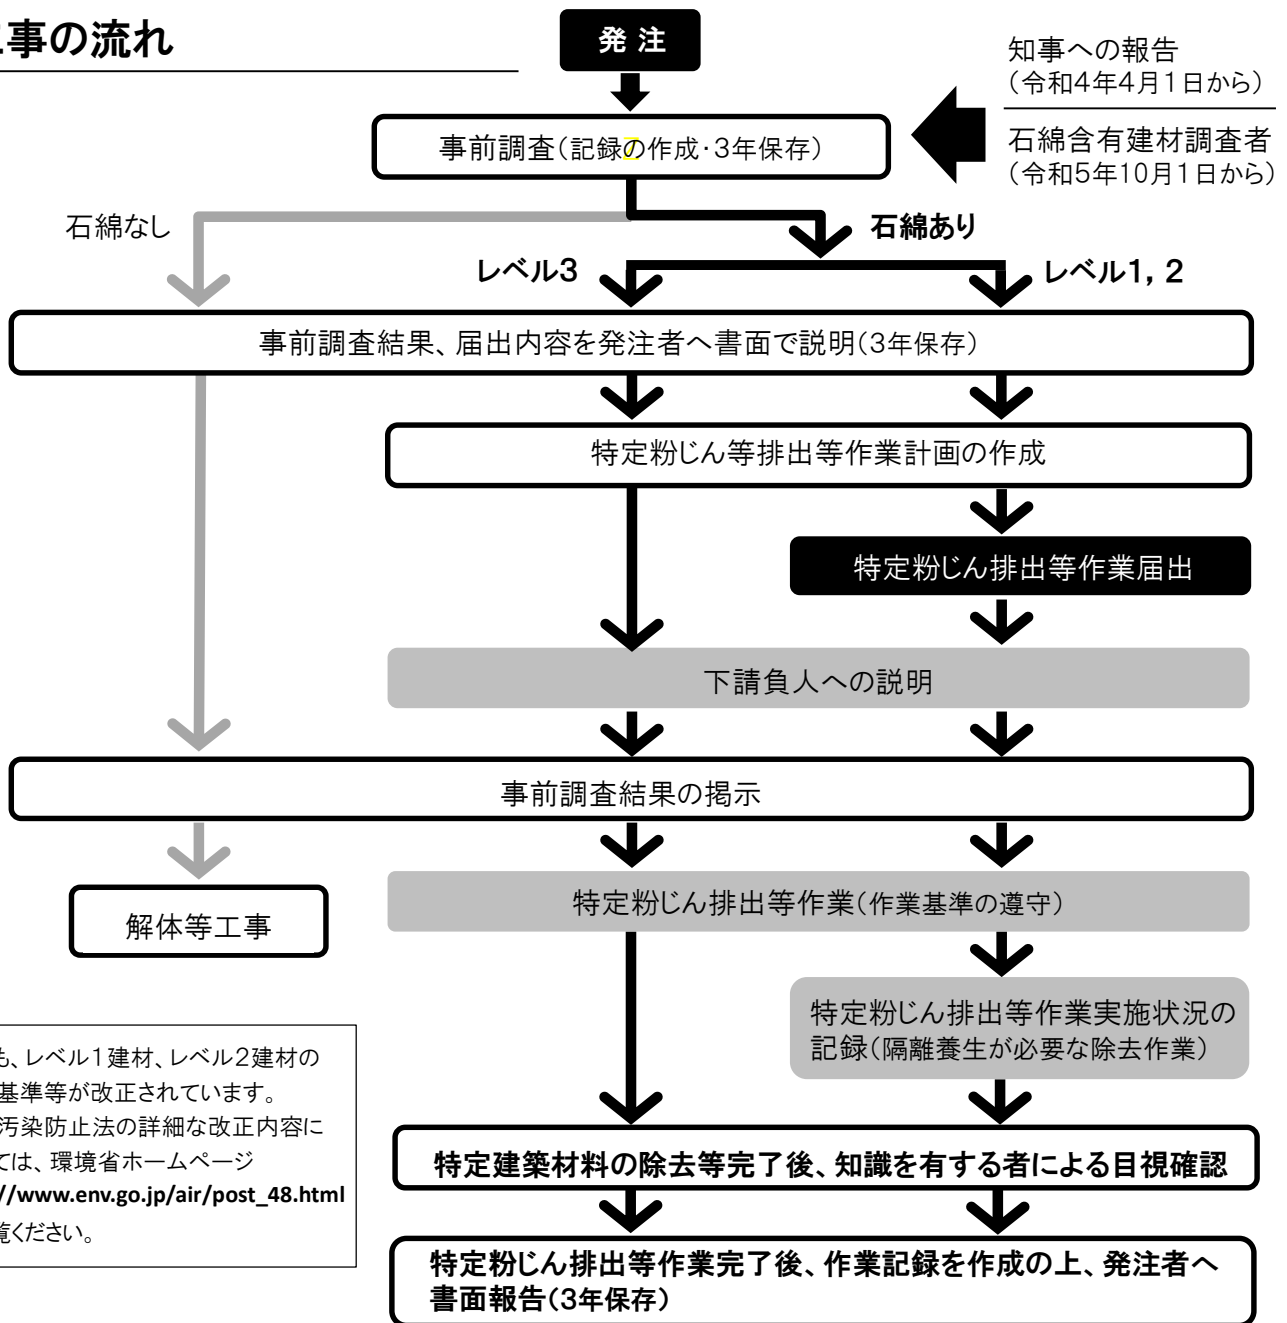 事の流れ
発 注
知事への報告
（令和4年4月1日から）
事前調査（記録の作成・3年保存）
石綿含有建材調査者
（令和5年10月1日から）
石綿なし
石綿あり
レベル3
レベル1, 2
事前調査結果、届出内容を発注者へ書面で説明（3年保存）
特定粉じん等排出等作業計画の作成
特定粉じん排出等作業届出
下請負人への説明
事前調査結果の掲示
特定粉じん排出等作業（作業基準の遵守）
解体等工事
特定粉じん排出等作業実施状況の
記録（隔離養生が必要な除去作業）
も、レベル1建材、レベル2建材の
基準等が改正されています。
汚染防止法の詳細な改正内容に
ては、環境省ホームページ
//www.env.go.jp/air/post_48.html
覧ください。
特定建築材料の除去等完了後、知識を有する者による目視確認
特定粉じん排出等作業完了後、作業記録を作成の上、発注者へ
書面報告（3年保存）